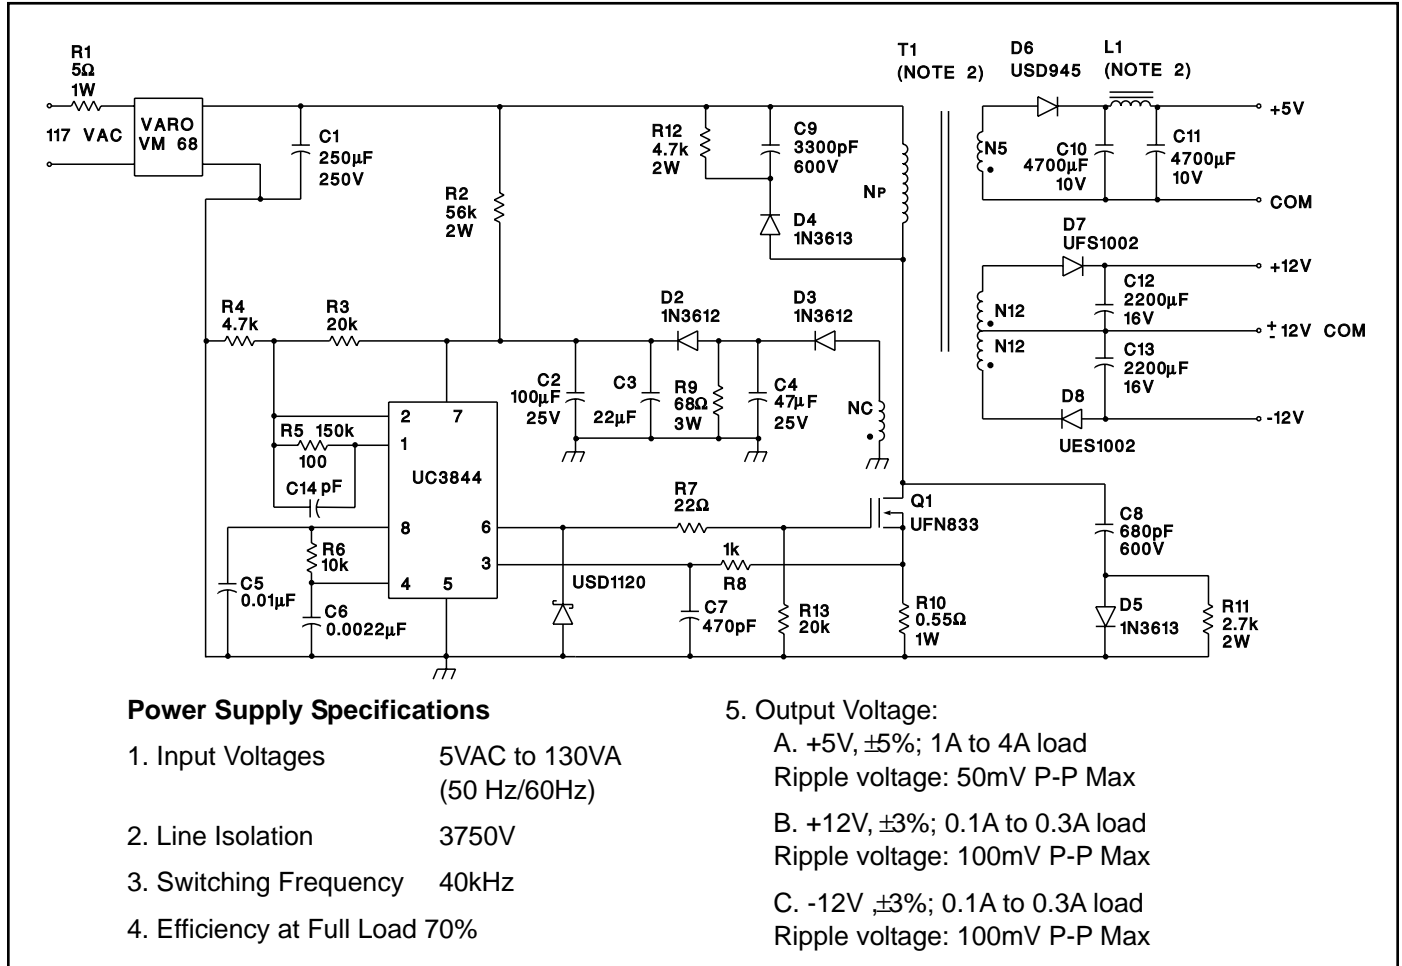 R1
5Ω
1W
117 VAC
VARO
VM 68
C1
250µF
250V
R2
56k
2W
R12
4.7k
2W
C9
3300pF
600V
D4
1N3613
T1
(NOTE 2)
NP
D6
USD945
L1
(NOTE 2)
N5
C10
4700µF
10V
C11
4700µF
10V
+5V
COM
D7
UFS1002
+12V
N12
N12
C12
2200µF
16V
± 12V COM
C13
2200µF
16V
D8
UES1002
-12V
R4
4.7k
R3
20k
D2
1N3612
D3
1N3612
C2
100µF
25V
C3
22µF
R9
68Ω
3W
C4
47µF
25V
NC
R5 150k
100
C14 pF
2
7
1
UC3844
8
6
3
4
5
R6
10k
C5
0.01µF
C6
0.0022µF
R7
22Ω
USD1120
1k
R8
C7
470pF
R13
20k
Q1
UFN833
R10
0.55Ω
1W
C8
680pF
600V
D5
1N3613
R11
2.7k
2W
Power Supply Specifications
1. Input Voltages 5VAC to 130VA
(50 Hz/60Hz)
2. Line Isolation 3750V
3. Switching Frequency 40kHz
4. Efficiency at Full Load 70%
5. Output Voltage:
A. +5V, ±5%; 1A to 4A load
Ripple voltage: 50mV P-P Max
B. +12V, ±3%; 0.1A to 0.3A load
Ripple voltage: 100mV P-P Max
C. -12V ,±3%; 0.1A to 0.3A load
Ripple voltage: 100mV P-P Max